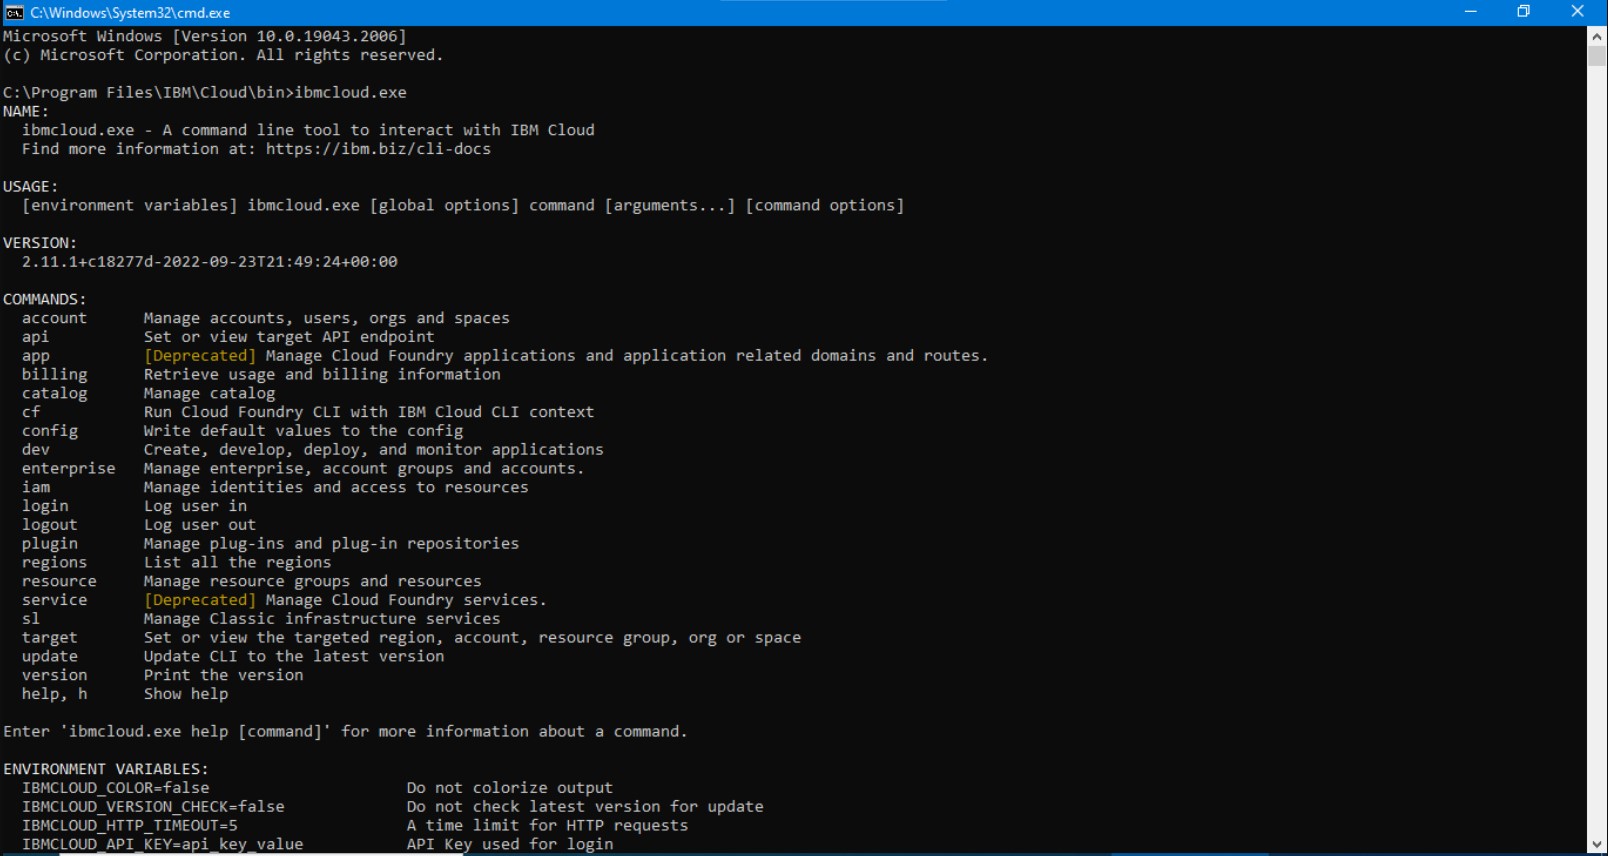 C:\Windows\System32\cmd.exe
Microsoft Windows [Version 10.0.19043.2006]
(c) Microsoft Corporation. All rights reserved.
C:\Program Files\IBM\Cloud\bin>ibmcloud.exe
NAME:
ibmcloud.exe - A command line tool to interact with IBM Cloud
Find more information at: https://ibm.biz/cli-docs
USAGE:
[environment variables] ibmcloud.exe [global options] command [arguments...] [command options]
VERSION:
2.11.1+c18277d-2022-09-23T21:49:24+00:00
COMMANDS:
account Manage accounts, users, orgs and spaces
api Set or view target API endpoint
app [Deprecated] Manage Cloud Foundry applications and application related domains and routes.
billing Retrieve usage and billing information
catalog Manage catalog
cf Run Cloud Foundry CLI with IBM Cloud CLI context
config Write default values to the config
dev Create, develop, deploy, and monitor applications
enterprise Manage enterprise, account groups and accounts.
iam Manage identities and access to resources
login Log user in
logout Log user out
plugin Manage plug-ins and plug-in repositories
regions List all the regions
resource Manage resource groups and resources
service [Deprecated] Manage Cloud Foundry services.
sl Manage Classic infrastructure services
target Set or view the targeted region, account, resource group, org or space
update Update CLI to the latest version
version Print the version
help, h Show help
Enter 'ibmcloud.exe help [command]' for more information about a command.
ENVIRONMENT VARIABLES:
IBMCLOUD_COLOR=false Do not colorize output
IBMCLOUD_VERSION_CHECK=false Do not check latest version for update
IBMCLOUD_HTTP_TIMEOUT=5 A time limit for HTTP requests
IBMCLOUD_API_KEY=api_key_value API Key used for login